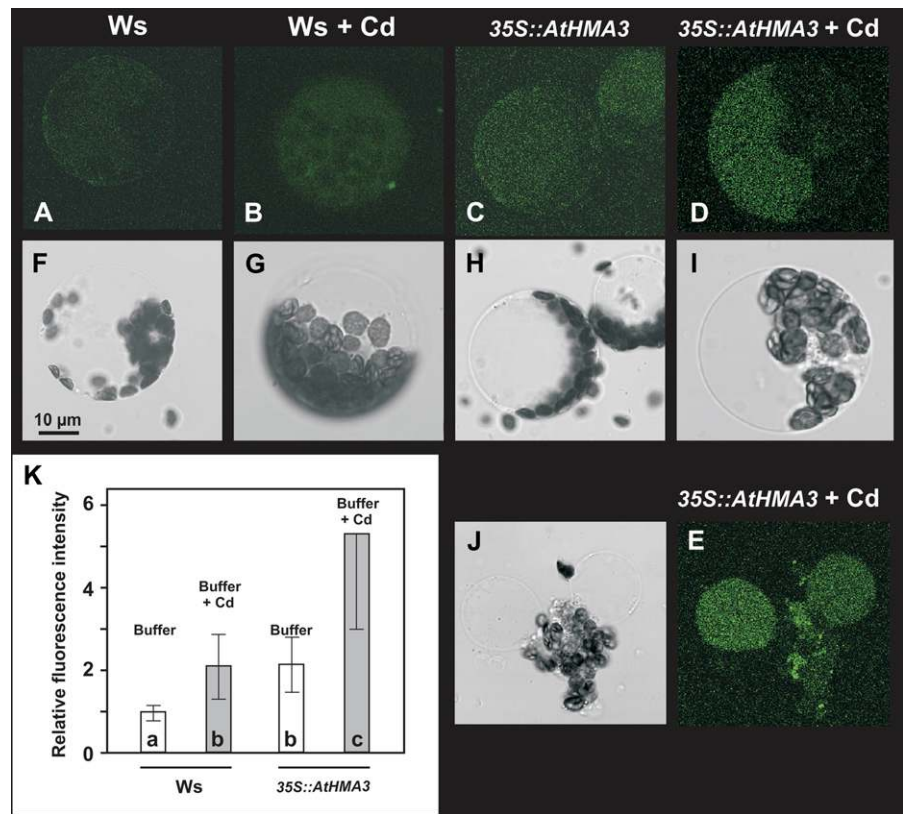 Ws
Ws + Cd
35S::AtHMA3
35S::AtHMA3 + Cd
A
B
C
D
F
G
H
I
10 µm
K
Relative fluorescence intensity
6
4
2
0
Buffer
Buffer
+ Cd
Buffer
Buffer
+ Cd
a
b
b
c
Ws
35S::AtHMA3
35S::AtHMA3 + Cd
J
E